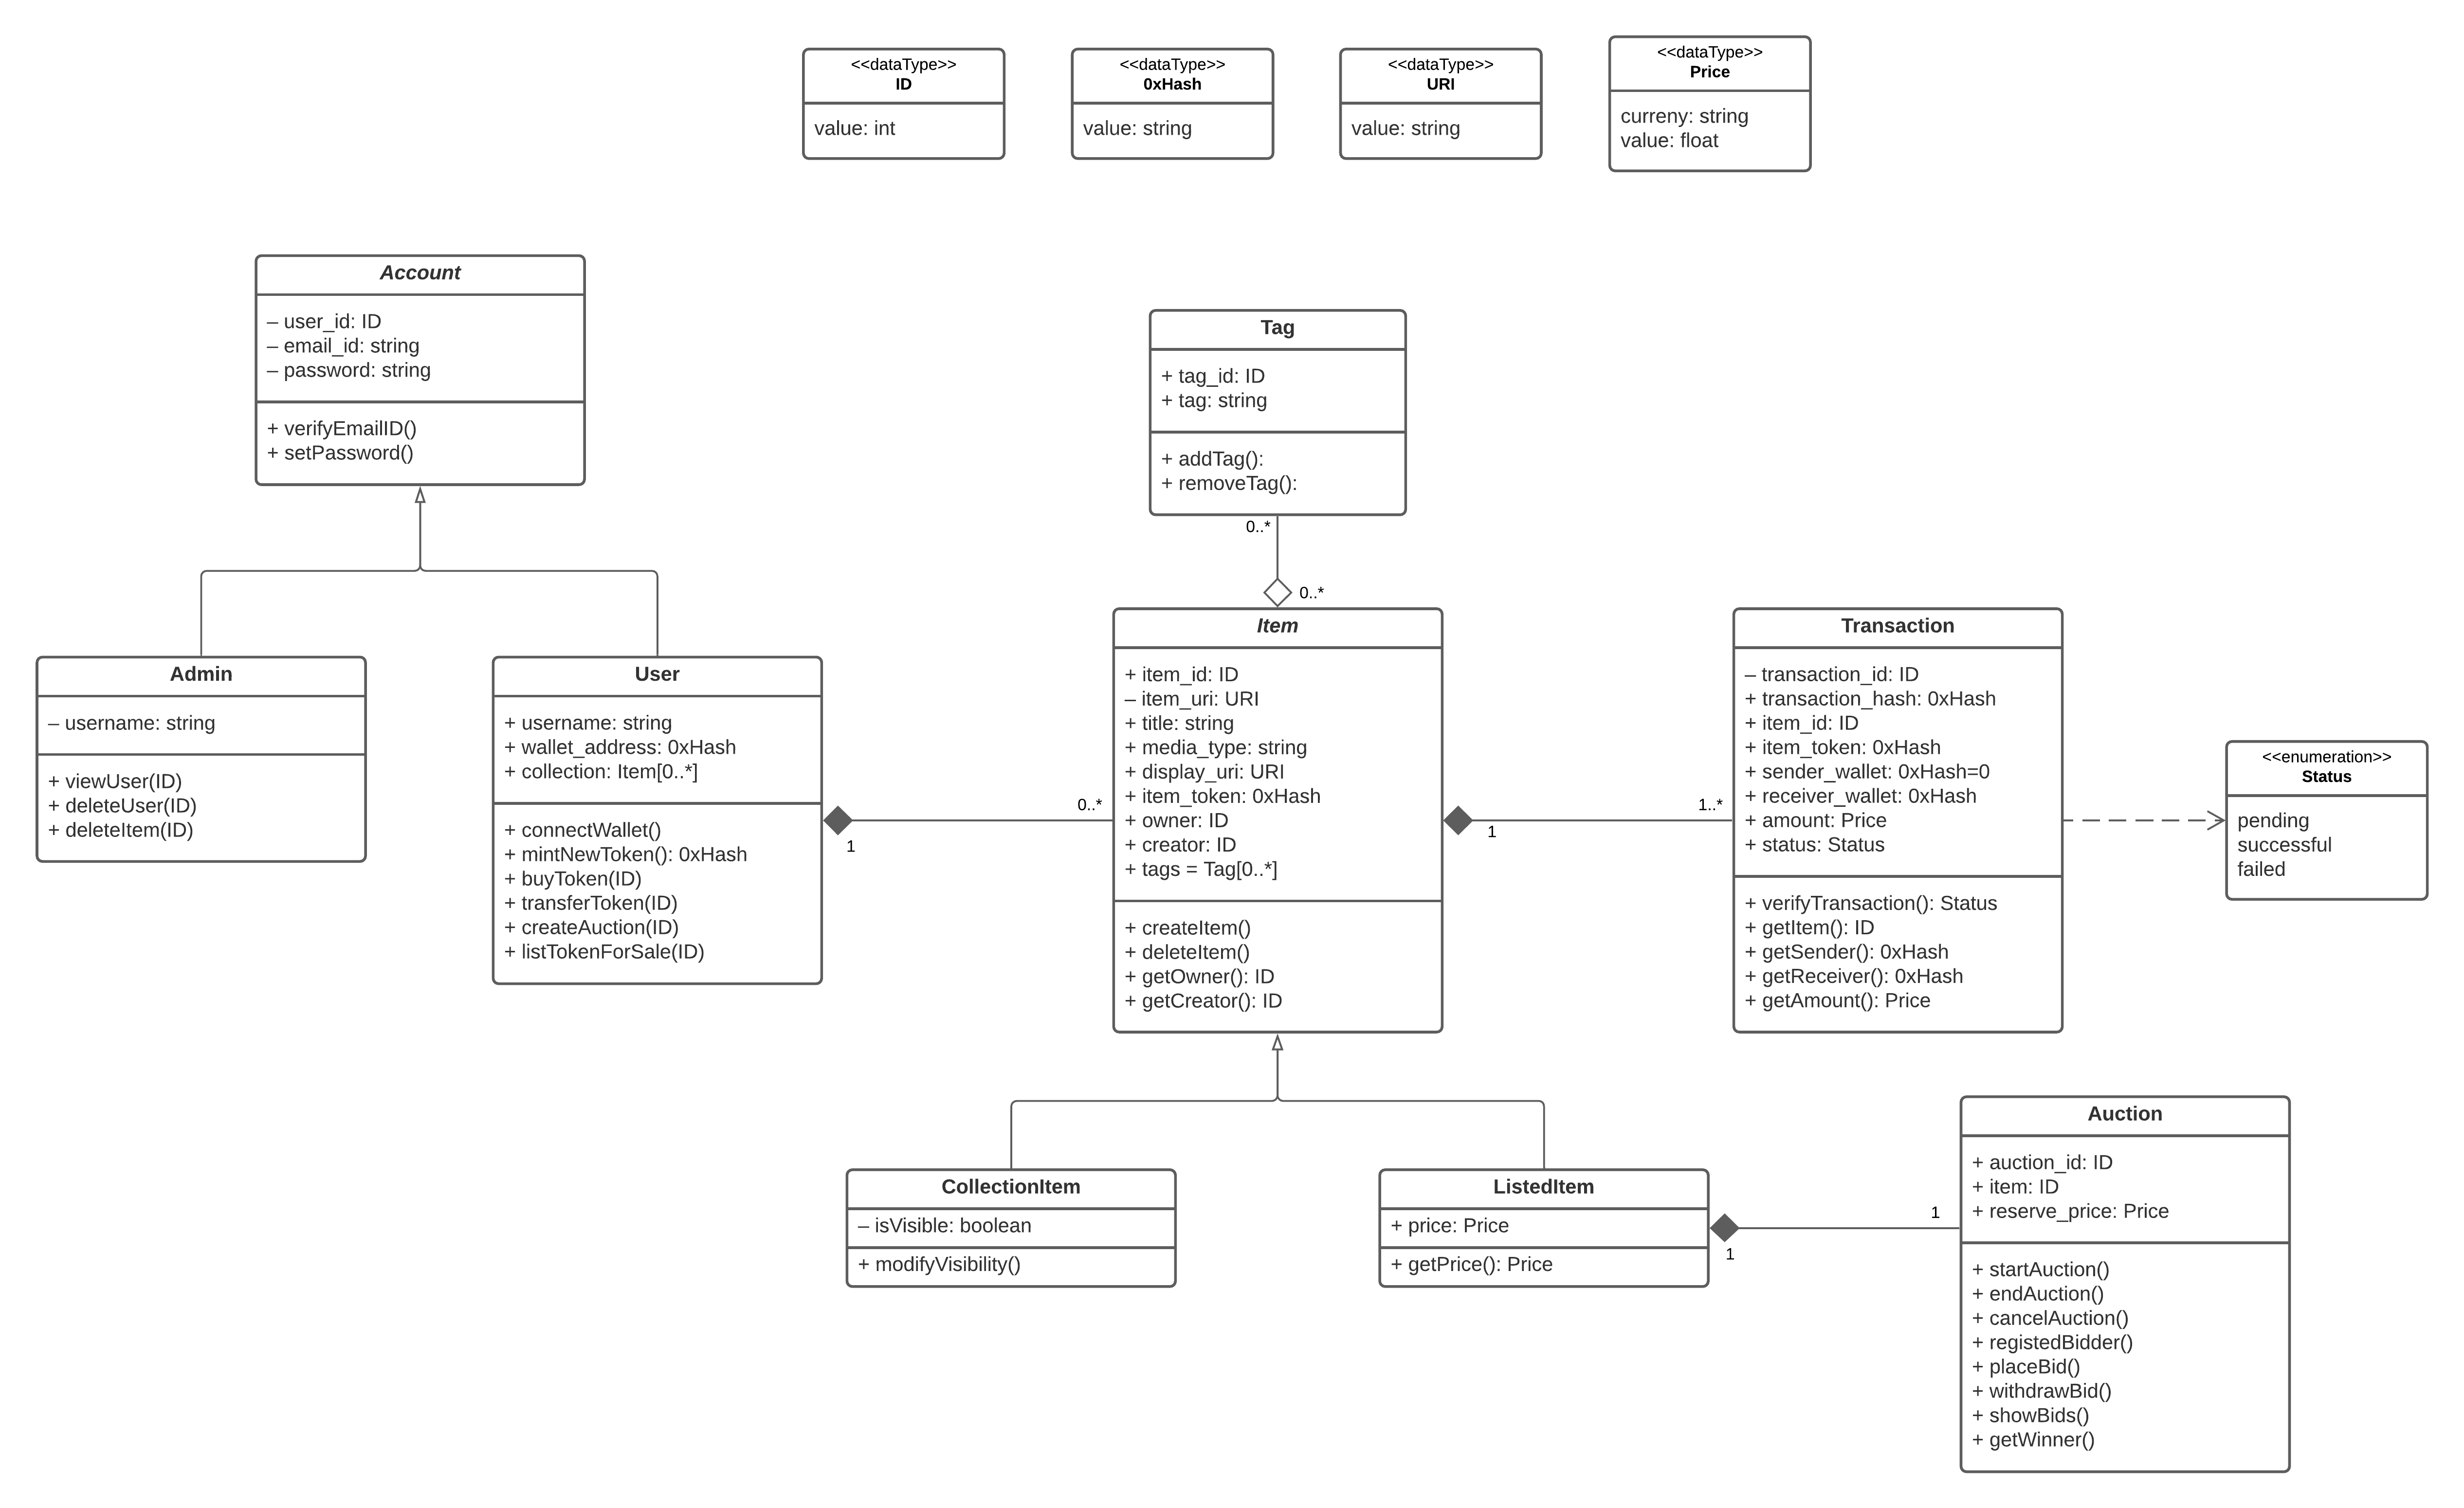 <<dataType>>
ID
value: int
<<dataType>>
0xHash
value: string
<<dataType>>
URI
value: string
<<dataType>>
Price
curreny: string
value: float
Account
– user_id: ID
– email_id: string
– password: string
+ verifyEmailID()
+ setPassword()
Tag
+ tag_id: ID
+ tag: string
+ addTag():
+ removeTag():
0..*
0..*
Admin
– username: string
+ viewUser(ID)
+ deleteUser(ID)
+ deleteItem(ID)
User
+ username: string
+ wallet_address: 0xHash
+ collection: Item[0..*]
+ connectWallet()
+ mintNewToken(): 0xHash
+ buyToken(ID)
+ transferToken(ID)
+ createAuction(ID)
+ listTokenForSale(ID)
1
0..*
Item
+ item_id: ID
– item_uri: URI
+ title: string
+ media_type: string
+ display_uri: URI
+ item_token: 0xHash
+ owner: ID
+ creator: ID
+ tags = Tag[0..*]
+ createItem()
+ deleteItem()
+ getOwner(): ID
+ getCreator(): ID
1
1..*
Transaction
– transaction_id: ID
+ transaction_hash: 0xHash
+ item_id: ID
+ item_token: 0xHash
+ sender_wallet: 0xHash=0
+ receiver_wallet: 0xHash
+ amount: Price
+ status: Status
+ verifyTransaction(): Status
+ getItem(): ID
+ getSender(): 0xHash
+ getReceiver(): 0xHash
+ getAmount(): Price
<<enumeration>>
Status
pending
successful
failed
CollectionItem
– isVisible: boolean
+ modifyVisibility()
ListedItem
+ price: Price
+ getPrice(): Price
1
1
Auction
+ auction_id: ID
+ item: ID
+ reserve_price: Price
+ startAuction()
+ endAuction()
+ cancelAuction()
+ registedBidder()
+ placeBid()
+ withdrawBid()
+ showBids()
+ getWinner()